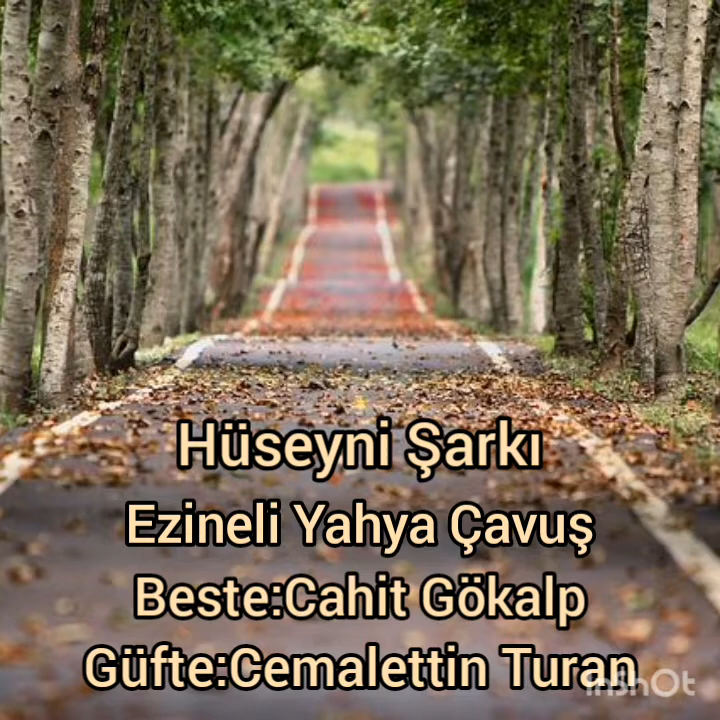 Hüseyni Şarkı
Ezineli Yahya Çavuş
Beste:Cahit Gökalp
Güfte:Cemalettin Turan
InShOt